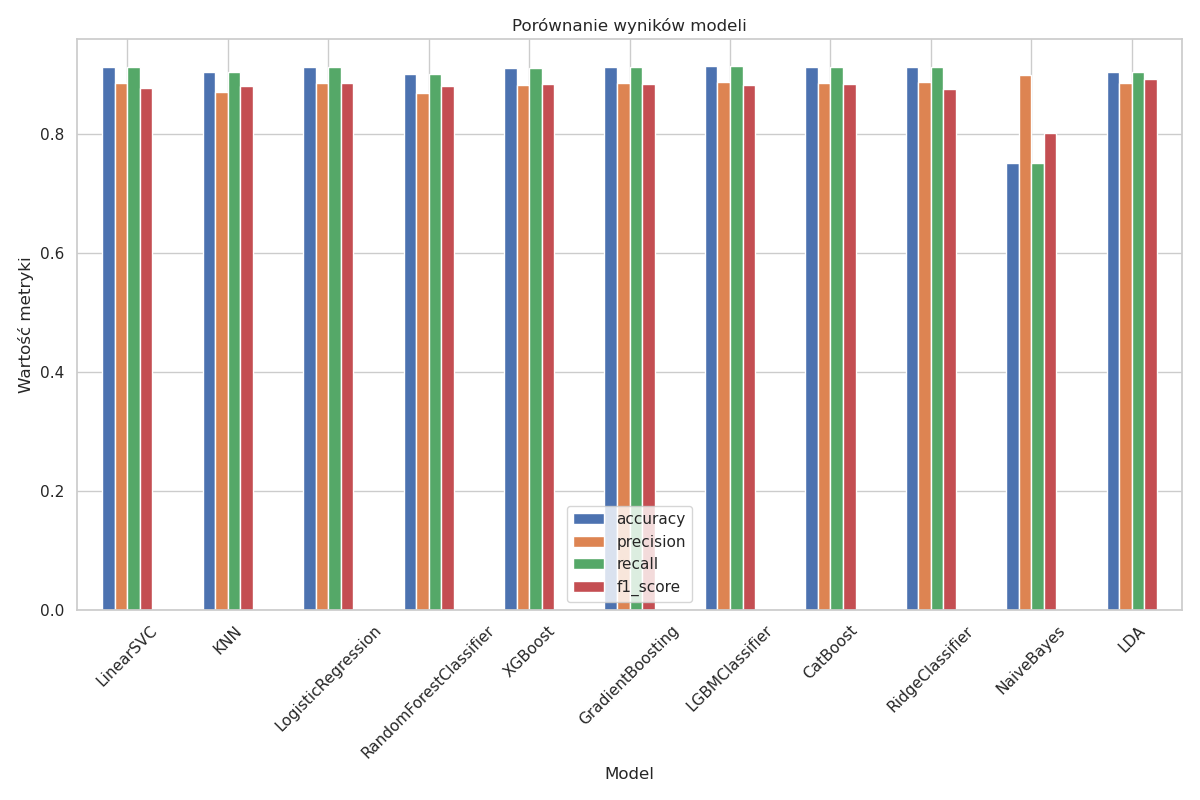 Porównanie wyników modeli
Wartość metryki
0.8
0.6
0.4
0.2
0.0
accuracy
precision
recall
f1_score
LinearSVC
KNN
LogisticRegression
RandomForestClassifier
XGBoost
GradientBoosting
LGBMClassifier
CatBoost
RidgeClassifier
NaiveBayes
LDA
Model